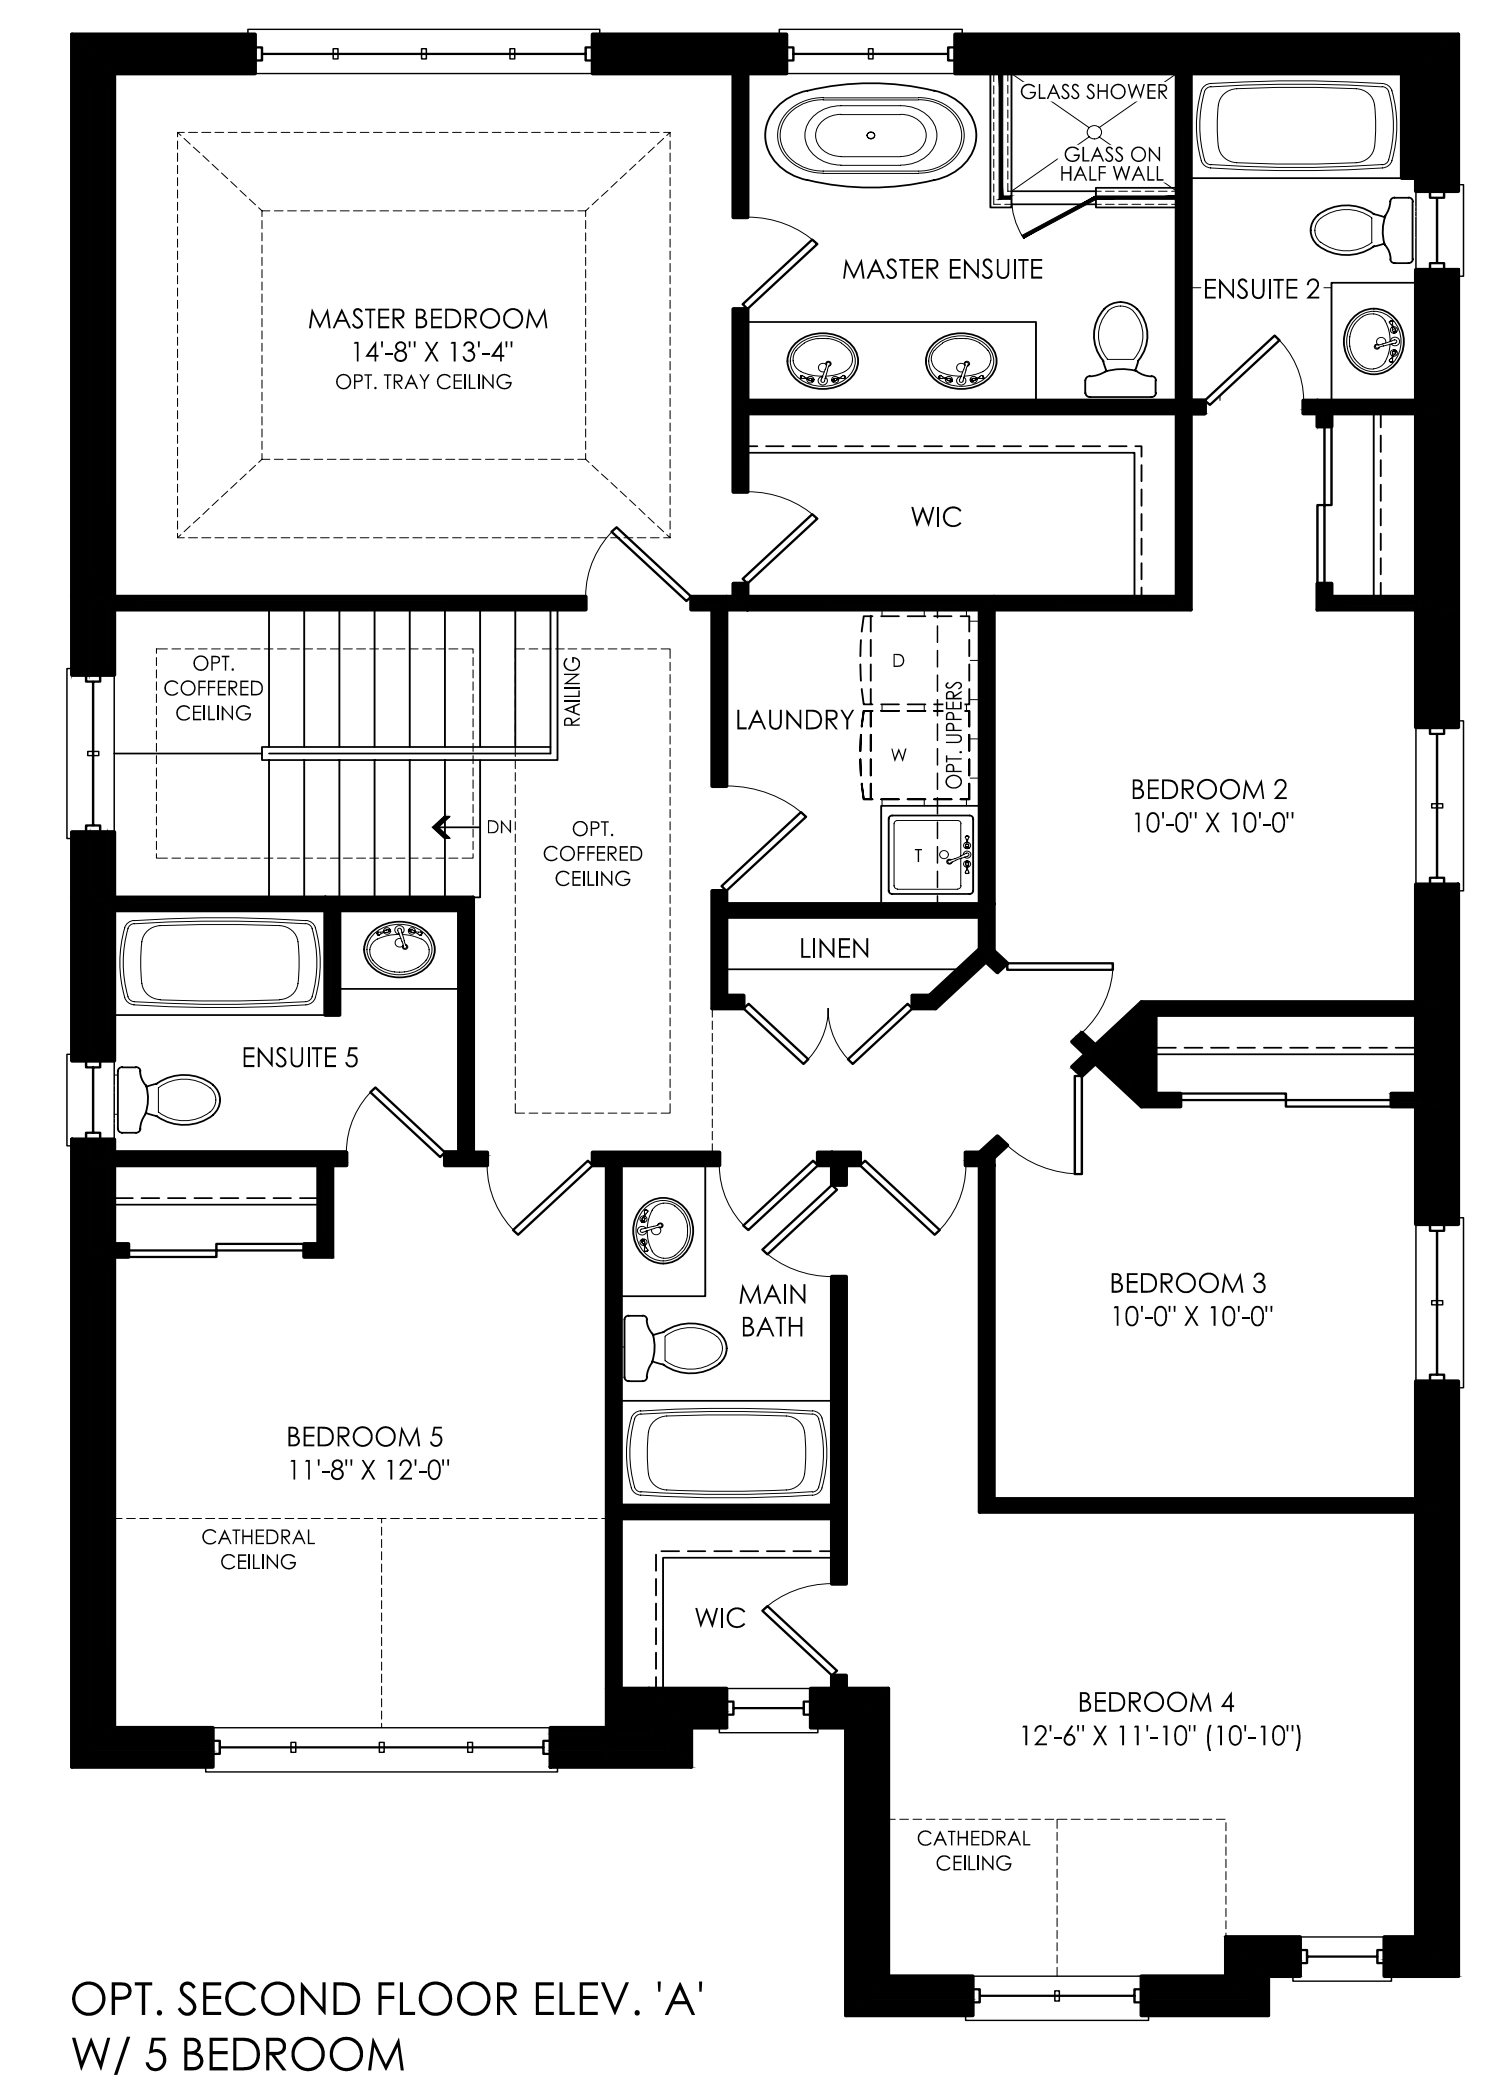 GLASS SHOWER
GLASS ON
HALF WALL
MASTER ENSUITE
ENSUITE 2
MASTER BEDROOM
14'-8" X 13'-4"
OPT. TRAY CEILING
WIC
OPT.
COFFERED
CEILING
RAILING
D
LAUNDRY
OPT. UPPERS
W
BEDROOM 2
10'-0" X 10'-0"
DN
OPT.
COFFERED
CEILING
T
LINEN
ENSUITE 5
BEDROOM 3
10'-0" X 10'-0"
MAIN
BATH
BEDROOM 5
11'-8" X 12'-0"
CATHEDRAL
CEILING
WIC
BEDROOM 4
12'-6" X 11'-10" (10'-10")
CATHEDRAL
CEILING
OPT. SECOND FLOOR ELEV. 'A'
W/ 5 BEDROOM